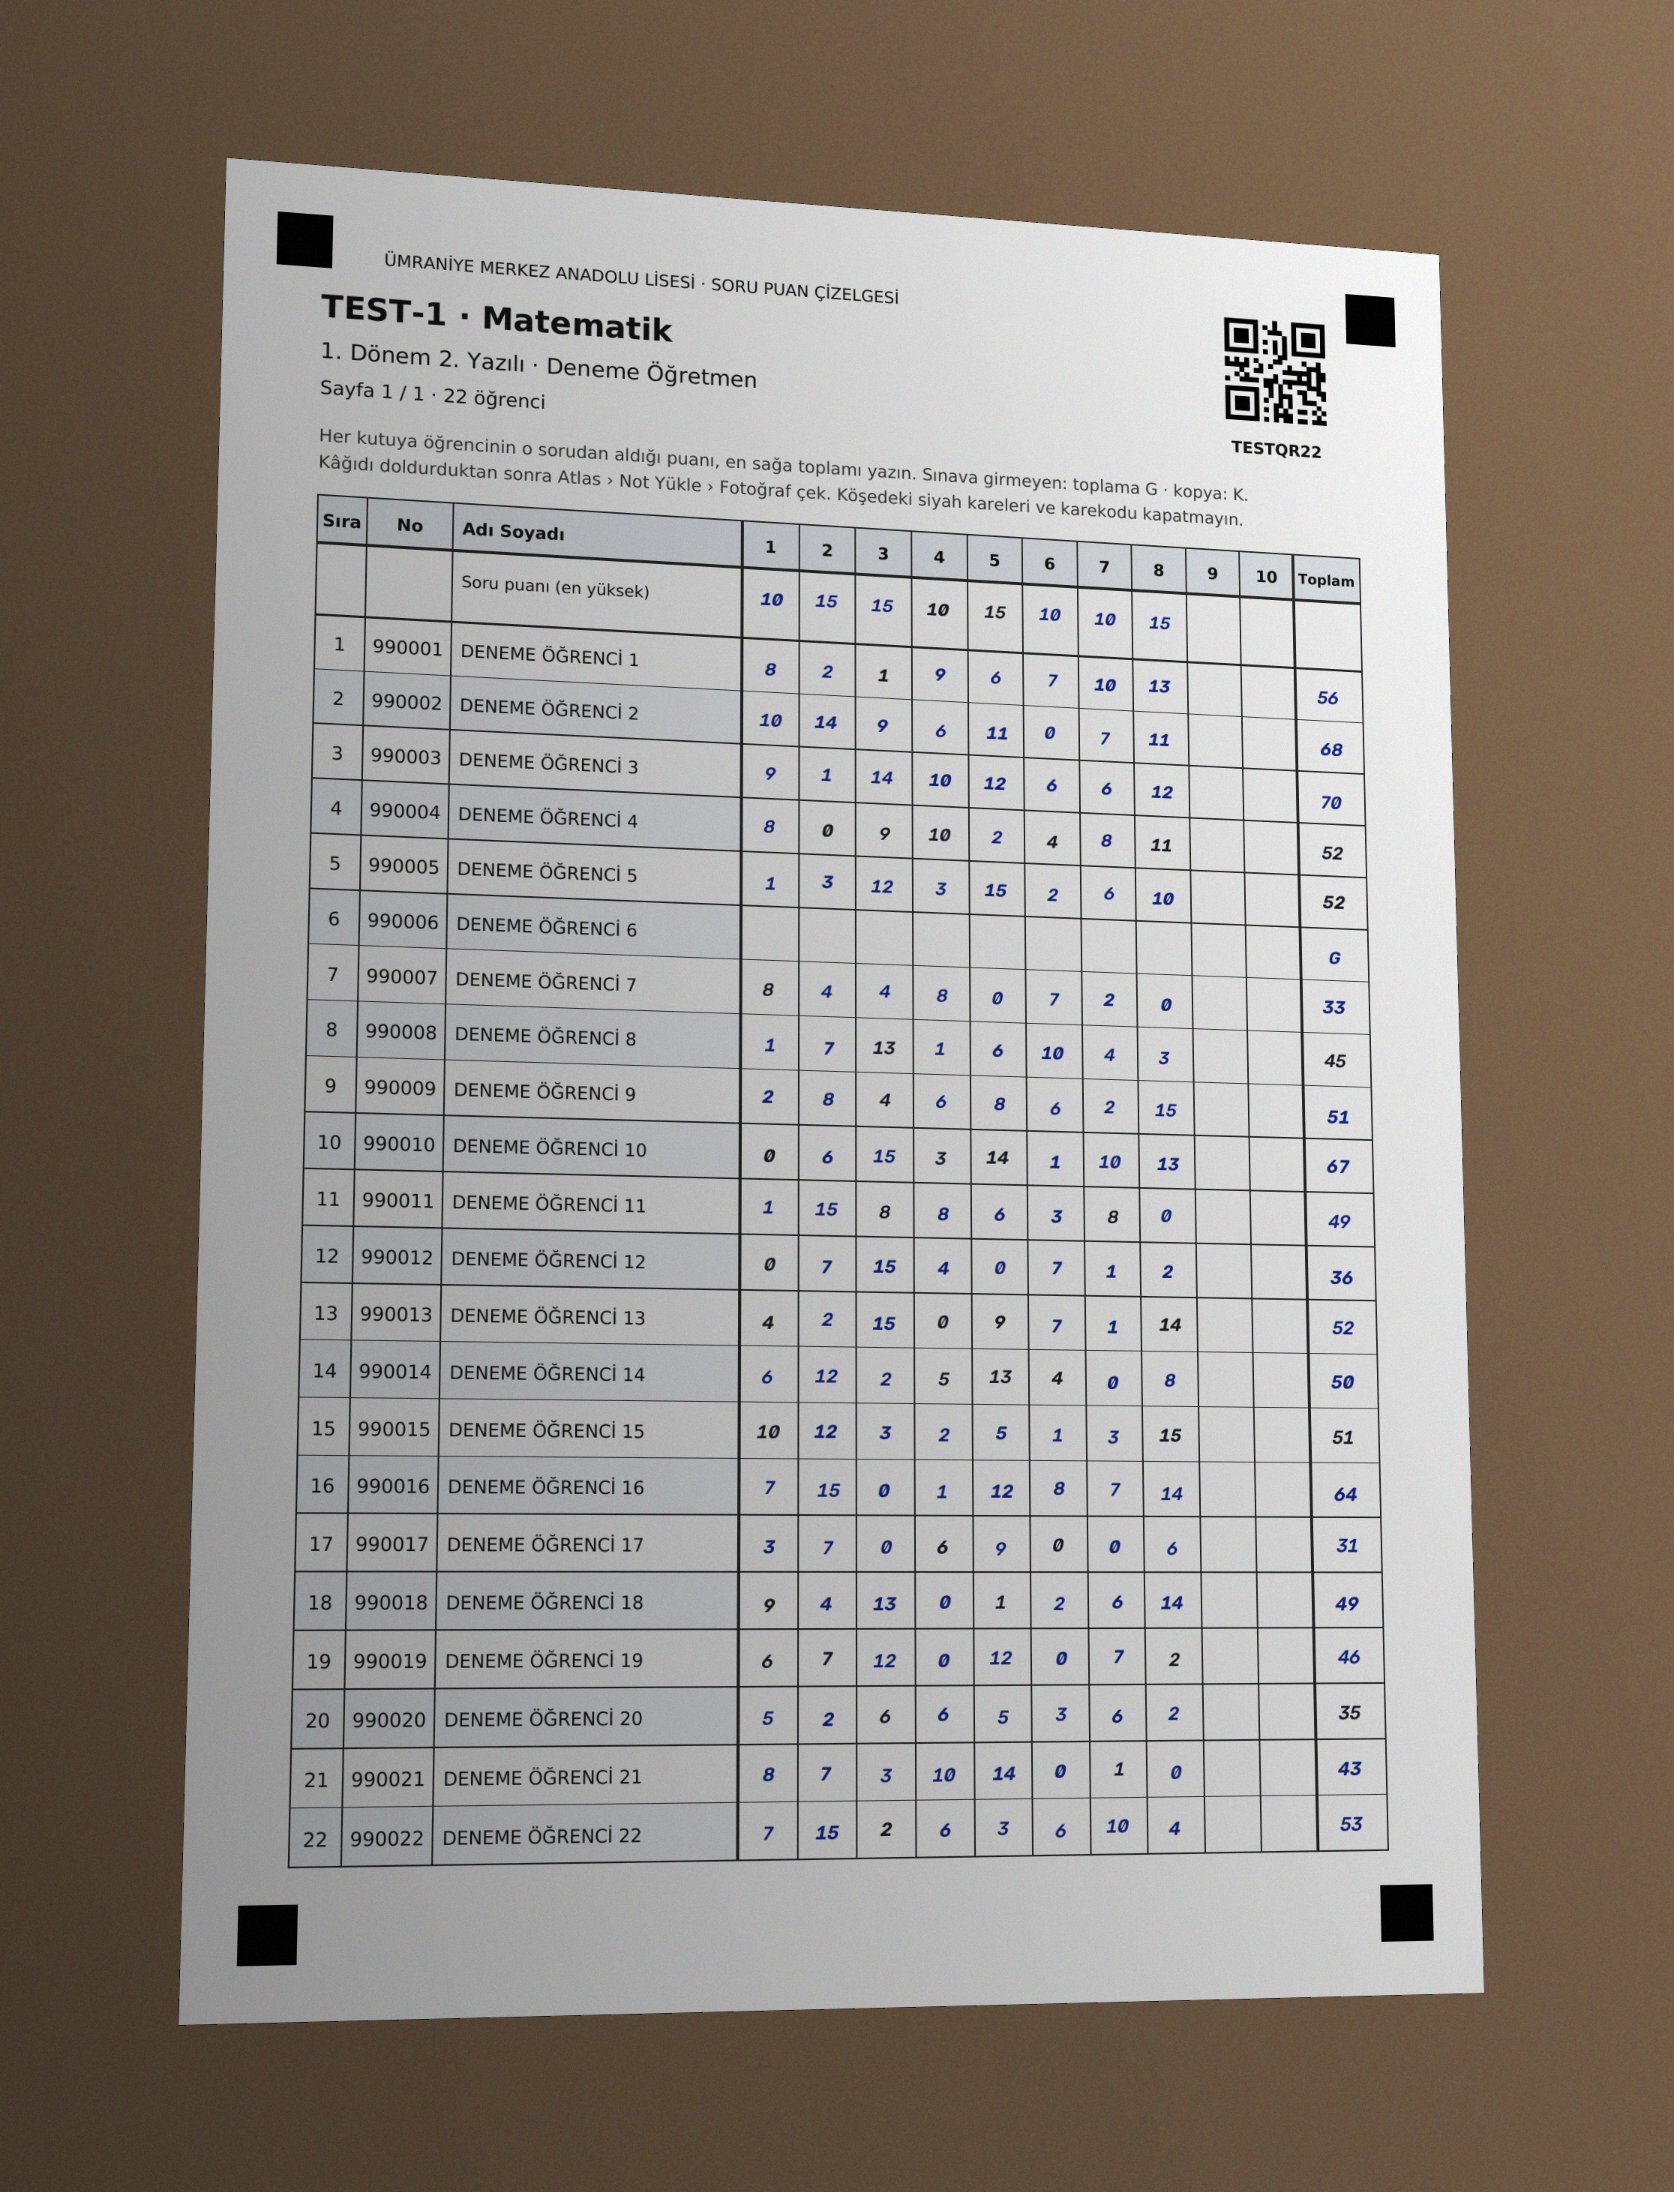 ÜMRANİYE MERKEZ ANADOLU LİSESİ · SORU PUAN ÇİZELGESİ
TEST-1 · Matematik
1. Dönem 2. Yazılı · Deneme Öğretmen
Sayfa 1 / 1 · 22 öğrenci
TESTQR22
Her kutuya öğrencinin o sorudan aldığı puanı, en sağa toplamı yazın. Sınava girmeyen: toplama G · kopya: K.
Kâğıdı doldurduktan sonra Atlas › Not Yükle › Fotoğraf çek. Köşedeki siyah kareleri ve karekodu kapatmayın.
Sıra No Adı Soyadı 1 2 3 4 5 6 7 8 9 10 Toplam
Soru puanı (en yüksek) 10 15 15 10 15 10 10 15
1 990001 DENEME ÖĞRENCİ 1 8 2 1 9 6 7 10 13 56
2 990002 DENEME ÖĞRENCİ 2 10 14 9 6 11 0 7 11 68
3 990003 DENEME ÖĞRENCİ 3 9 1 14 10 12 6 6 12 70
4 990004 DENEME ÖĞRENCİ 4 8 0 9 10 2 4 8 11 52
5 990005 DENEME ÖĞRENCİ 5 1 3 12 3 15 2 6 10 52
6 990006 DENEME ÖĞRENCİ 6 G
7 990007 DENEME ÖĞRENCİ 7 8 4 4 8 0 7 2 0 33
8 990008 DENEME ÖĞRENCİ 8 1 7 13 1 6 10 4 3 45
9 990009 DENEME ÖĞRENCİ 9 2 8 4 6 8 6 2 15 51
10 990010 DENEME ÖĞRENCİ 10 0 6 15 3 14 1 10 13 67
11 990011 DENEME ÖĞRENCİ 11 1 15 8 8 6 3 8 0 49
12 990012 DENEME ÖĞRENCİ 12 0 7 15 4 0 7 1 2 36
13 990013 DENEME ÖĞRENCİ 13 4 2 15 0 9 7 1 14 52
14 990014 DENEME ÖĞRENCİ 14 6 12 2 5 13 4 0 8 50
15 990015 DENEME ÖĞRENCİ 15 10 12 3 2 5 1 3 15 51
16 990016 DENEME ÖĞRENCİ 16 7 15 0 1 12 8 7 14 64
17 990017 DENEME ÖĞRENCİ 17 3 7 0 6 9 0 0 6 31
18 990018 DENEME ÖĞRENCİ 18 9 4 13 0 1 2 6 14 49
19 990019 DENEME ÖĞRENCİ 19 6 7 12 0 12 0 7 2 46
20 990020 DENEME ÖĞRENCİ 20 5 2 6 6 5 3 6 2 35
21 990021 DENEME ÖĞRENCİ 21 8 7 3 10 14 0 1 0 43
22 990022 DENEME ÖĞRENCİ 22 7 15 2 6 3 6 10 4 53